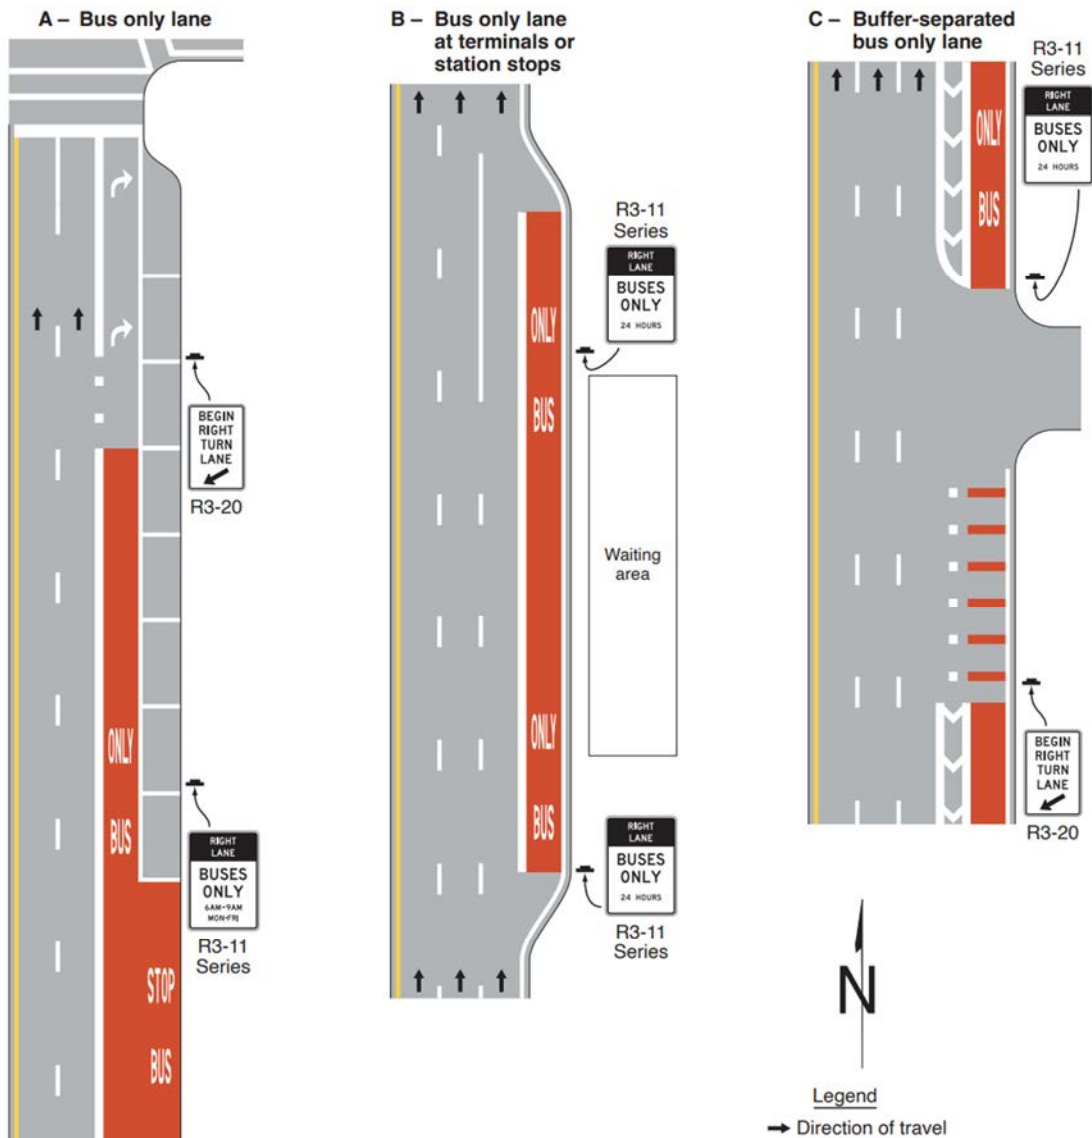 A – Bus only lane
BEGIN
RIGHT
TURN
LANE
R3-20
ONLY
BUS
RIGHT
LANE
BUSES
ONLY
6AM–9AM
MON-FRI
R3-11
Series
STOP
BUS
B – Bus only lane
at terminals or
station stops
R3-11
Series
RIGHT
LANE
BUSES
ONLY
24 HOURS
ONLY
BUS
Waiting
area
ONLY
BUS
RIGHT
LANE
BUSES
ONLY
24 HOURS
R3-11
Series
C – Buffer-separated
bus only lane
R3-11
Series
RIGHT
LANE
BUSES
ONLY
24 HOURS
ONLY
BUS
BEGIN
RIGHT
TURN
LANE
R3-20
N
Legend
Direction of travel